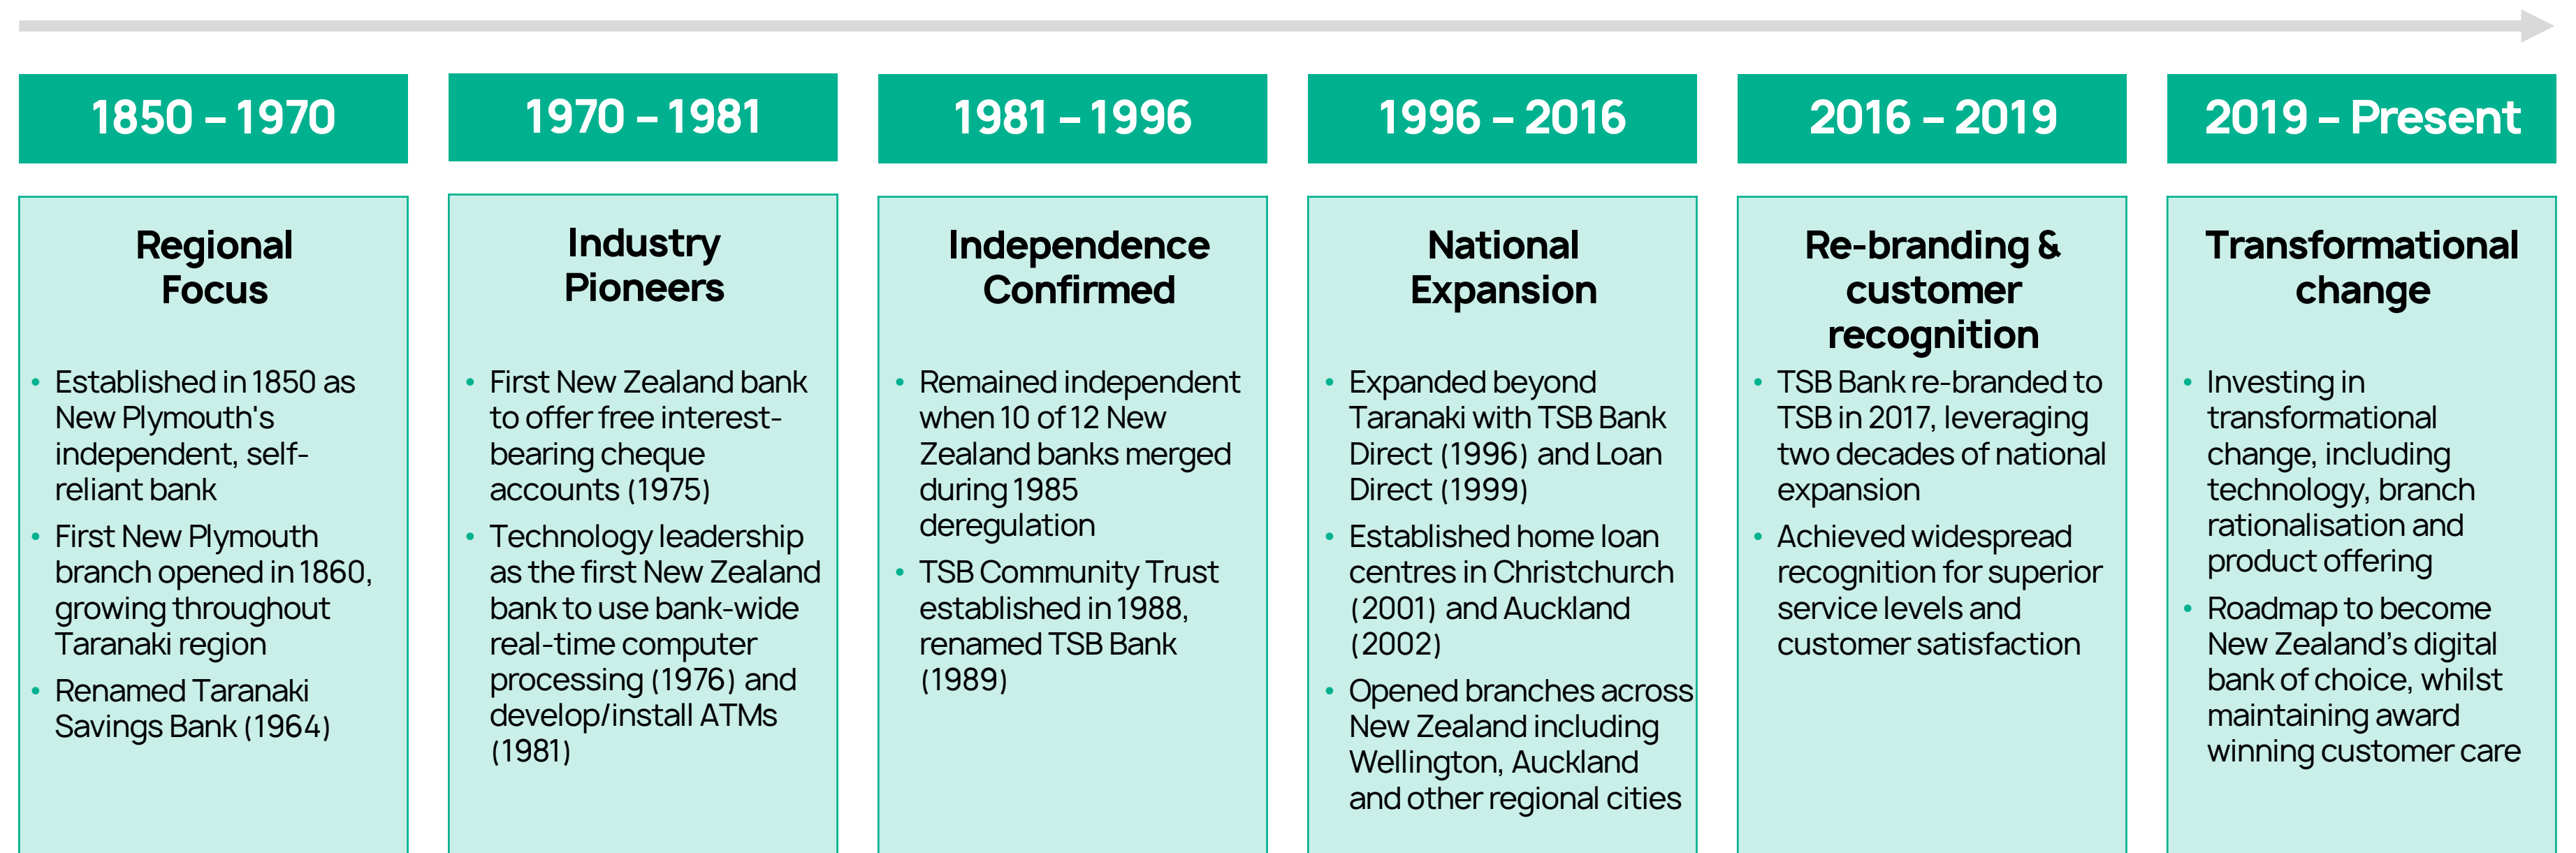 1850 – 1970
Regional
Focus
• Established in 1850 as
New Plymouth's
independent, self-
reliant bank
• First New Plymouth
branch opened in 1860,
growing throughout
Taranaki region
• Renamed Taranaki
Savings Bank (1964)
1970 – 1981
Industry
Pioneers
• First New Zealand bank
to offer free interest-
bearing cheque
accounts (1975)
• Technology leadership
as the first New Zealand
bank to use bank-wide
real-time computer
processing (1976) and
develop/install ATMs
(1981)
1981 – 1996
Independence
Confirmed
• Remained independent
when 10 of 12 New
Zealand banks merged
during 1985
deregulation
• TSB Community Trust
established in 1988,
renamed TSB Bank
(1989)
1996 – 2016
National
Expansion
• Expanded beyond
Taranaki with TSB Bank
Direct (1996) and Loan
Direct (1999)
• Established home loan
centres in Christchurch
(2001) and Auckland
(2002)
• Opened branches across
New Zealand including
Wellington, Auckland
and other regional cities
2016 – 2019
Re-branding &
customer
recognition
• TSB Bank re-branded to
TSB in 2017, leveraging
two decades of national
expansion
• Achieved widespread
recognition for superior
service levels and
customer satisfaction
2019 – Present
Transformational
change
• Investing in
transformational
change, including
technology, branch
rationalisation and
product offering
• Roadmap to become
New Zealand’s digital
bank of choice, whilst
maintaining award
winning customer care